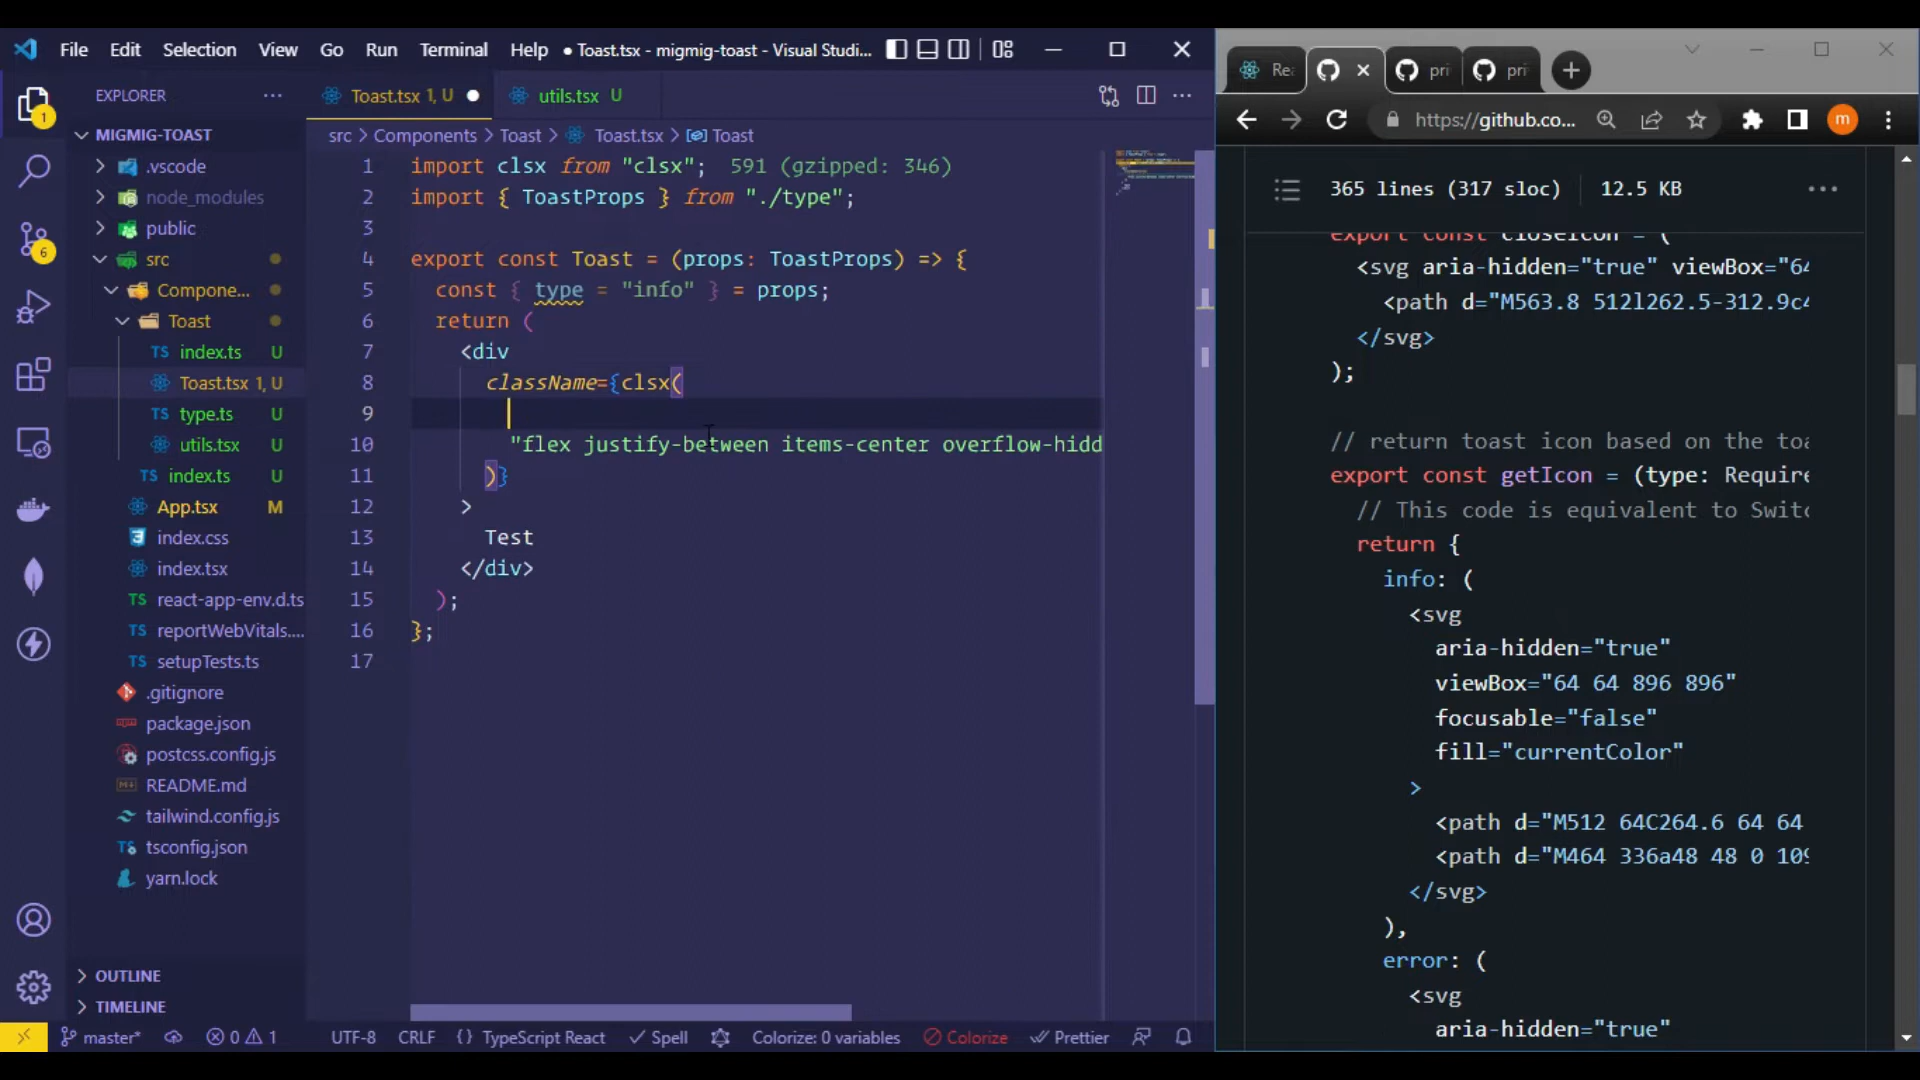 File Edit Selection View Go Run Terminal Help
● Toast.tsx - migmig-toast - Visual Studi...
EXPLORER
MIGMIG-TOAST
.vscode
node_modules
public
src
Compone...
Toast
index.ts U
Toast.tsx 1, U
type.ts U
utils.tsx U
index.ts U
App.tsx M
index.css
index.tsx
react-app-env.d.ts
reportWebVitals....
setupTests.ts
.gitignore
package.json
postcss.config.js
README.md
tailwind.config.js
tsconfig.json
yarn.lock
OUTLINE
TIMELINE
1
6
Toast.tsx 1, U ●
utils.tsx U
src > Components > Toast > Toast.tsx > Toast
1 import clsx from "clsx"; 591 (gzipped: 346)
2 import { ToastProps } from "./type";
3
4 export const Toast = (props: ToastProps) => {
5 const { type = "info" } = props;
6 return (
7 <div
8 className={clsx(
9
10 "flex justify-between items-center overflow-hidd
11 )}
12 >
13 Test
14 </div>
15 );
16 };
17
master* 0 1 UTF-8 CRLF {} TypeScript React Spell Colorize: 0 variables Colorize Prettier
Rea
pri
pri
https://github.co...
m
365 lines (317 sloc) 12.5 KB
export const closeIcon = (
<svg aria-hidden="true" viewBox="64
<path d="M563.8 512l262.5-312.9c4
</svg>
);
// return toast icon based on the toa
export const getIcon = (type: Require
// This code is equivalent to Switc
return {
info: (
<svg
aria-hidden="true"
viewBox="64 64 896 896"
focusable="false"
fill="currentColor"
>
<path d="M512 64C264.6 64 64
<path d="M464 336a48 48 0 109
</svg>
),
error: (
<svg
aria-hidden="true"